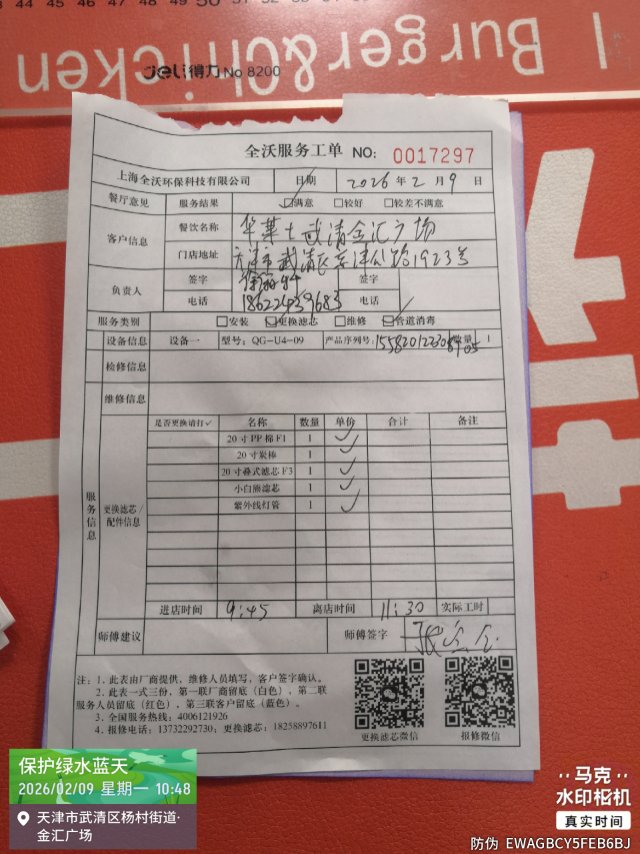 47 48 49 50 51 52
Burger&Chicken
deli得力 No 8200
全沃服务工单 NO: 0017297
上海全沃环保科技有限公司 日期 2026年2月9日
餐厅意见 服务结果 ☑满意 □较好 □较差不满意
客户信息 餐饮名称 华莱士武清金汇广场
门店地址 天津市武清区京津公路1923号
负责人 签字 签字
电话 18622439683 电话
服务类别 □安装 ☑更换滤芯 □维修 ☑管道消毒
设备信息 设备一 型号: QG-U4-09 产品序列号: 数量 1
检修信息
维修信息
服务信息 更换滤芯/配件信息
是否更换请打✓ 名称 数量 单价 合计 备注
20寸PP棉F1 1 ✓
20寸炭棒 1 ✓
20寸叠式滤芯F3 1 ✓
小白熊滤芯 1 ✓
紫外线灯管 1 ✓
进店时间 9:45 离店时间 11:30 实际工时
师傅建议 师傅签字
注: 1. 此表由厂商提供、维修人员填写,客户签字确认。
2. 此表一式三份,第一联厂商留底(白色),第二联
服务人员留底(红色),第三联客户留底(蓝色)。
3. 全国服务热线: 4006121926
4. 报修电话: 13732292730; 更换滤芯: 18258897611
更换滤芯微信 报修微信
保护绿水蓝天
2026/02/09 星期一 10:48
天津市武清区杨村街道·
金汇广场
马克
水印相机
真实时间
防伪 EWAGBCY5FEB6BJ